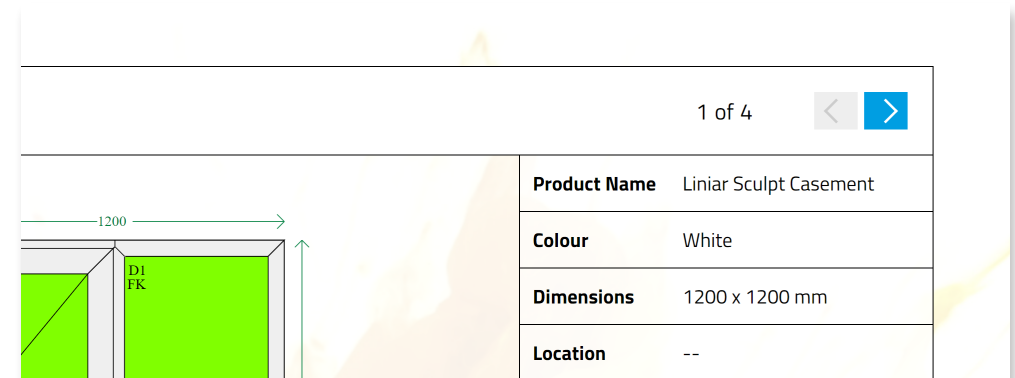 1 of 4
1200
D1
FK
Product Name Liniar Sculpt Casement
Colour White
Dimensions 1200 x 1200 mm
Location --